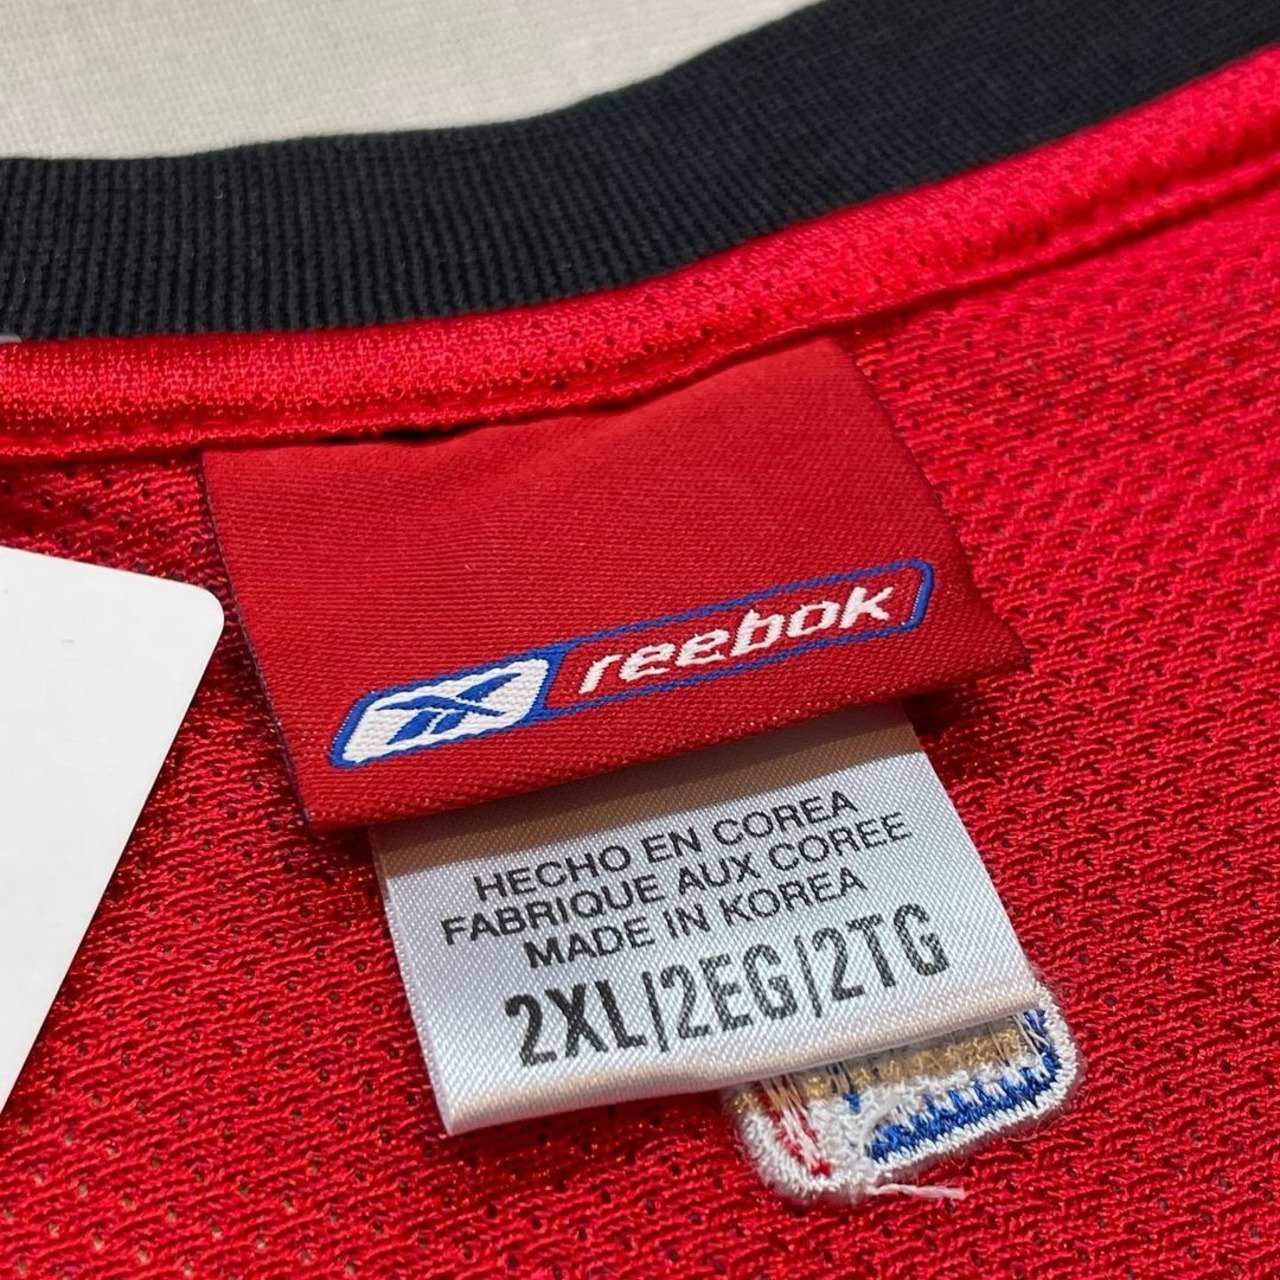 reebok
HECHO EN COREA
FABRIQUE AUX COREE
MADE IN KOREA
2XL/2EG/2TG